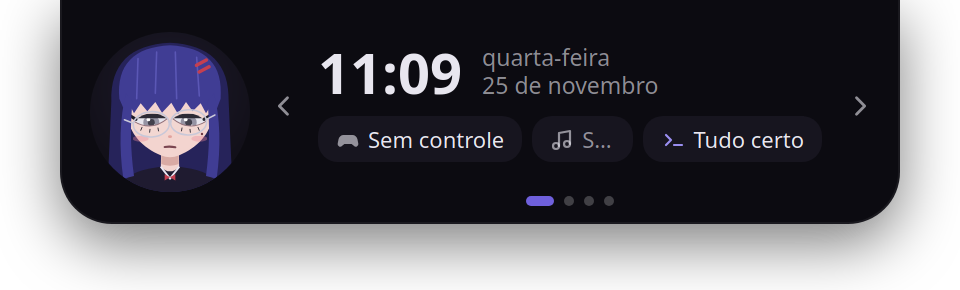 11:09
quarta-feira
25 de novembro
Sem controle
S...
Tudo certo